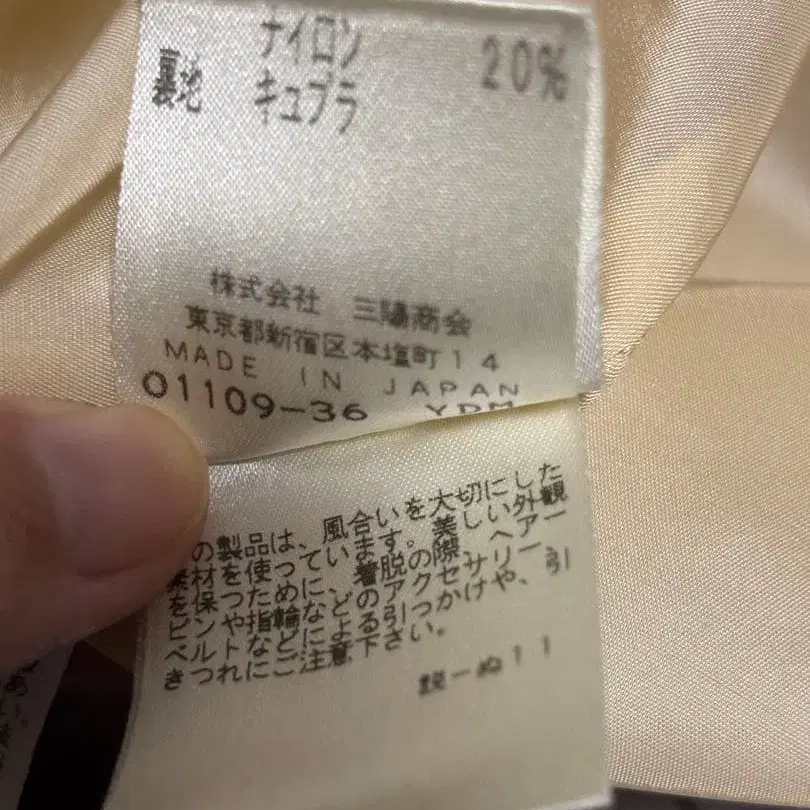 ナイロン 20%
裏地 キュプラ
株式会社 三陽商会
東京都新宿区本塩町14
MADE IN JAPAN
01109-36 YDM
の製品は、風合いを大切にした
素材を使っています。美しい外観
を保つために、着脱の際、ヘアー
ピンや指輪などのアクセサリー、
ベルトなどによる引っかけや、引
きつれにご注意下さい。
説-ぬ11